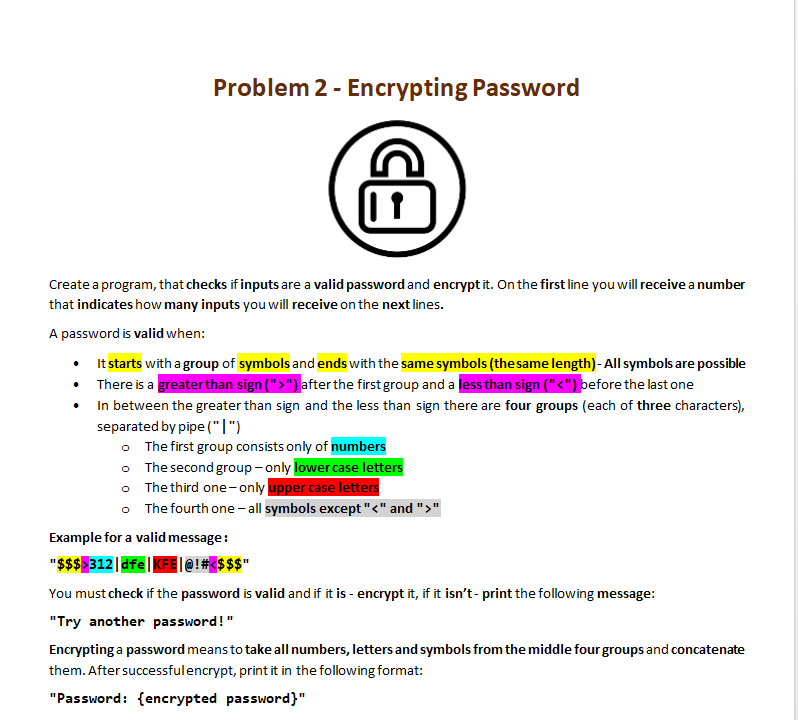 Problem 2 - Encrypting Password
Create a program, that checks if inputs are a valid password and encrypt it. On the first line you will receive a number
that indicates how many inputs you will receive on the next lines.
A password is valid when:
• It starts with a group of symbols and ends with the same symbols (the same length) - All symbols are possible
• There is a greater than sign (">") after the first group and a less than sign ("<") before the last one
• In between the greater than sign and the less than sign there are four groups (each of three characters),
separated by pipe ("|")
o The first group consists only of numbers
o The second group – only lower case letters
o The third one – only upper case letters
o The fourth one – all symbols except "<" and ">"
Example for a valid message:
"$$$>312|dfe|KFE|@!#<$$$"
You must check if the password is valid and if it is - encrypt it, if it isn't - print the following message:
"Try another password!"
Encrypting a password means to take all numbers, letters and symbols from the middle four groups and concatenate
them. After successful encrypt, print it in the following format:
"Password: {encrypted password}"